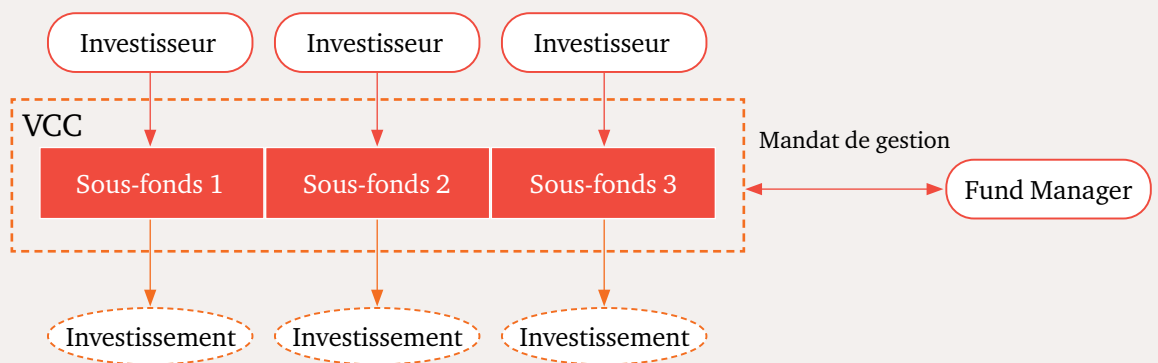 Investisseur
Investisseur
Investisseur
VCC
Mandat de gestion
Sous-fonds 1
Sous-fonds 2
Sous-fonds 3
Fund Manager
Investissement
Investissement
Investissement